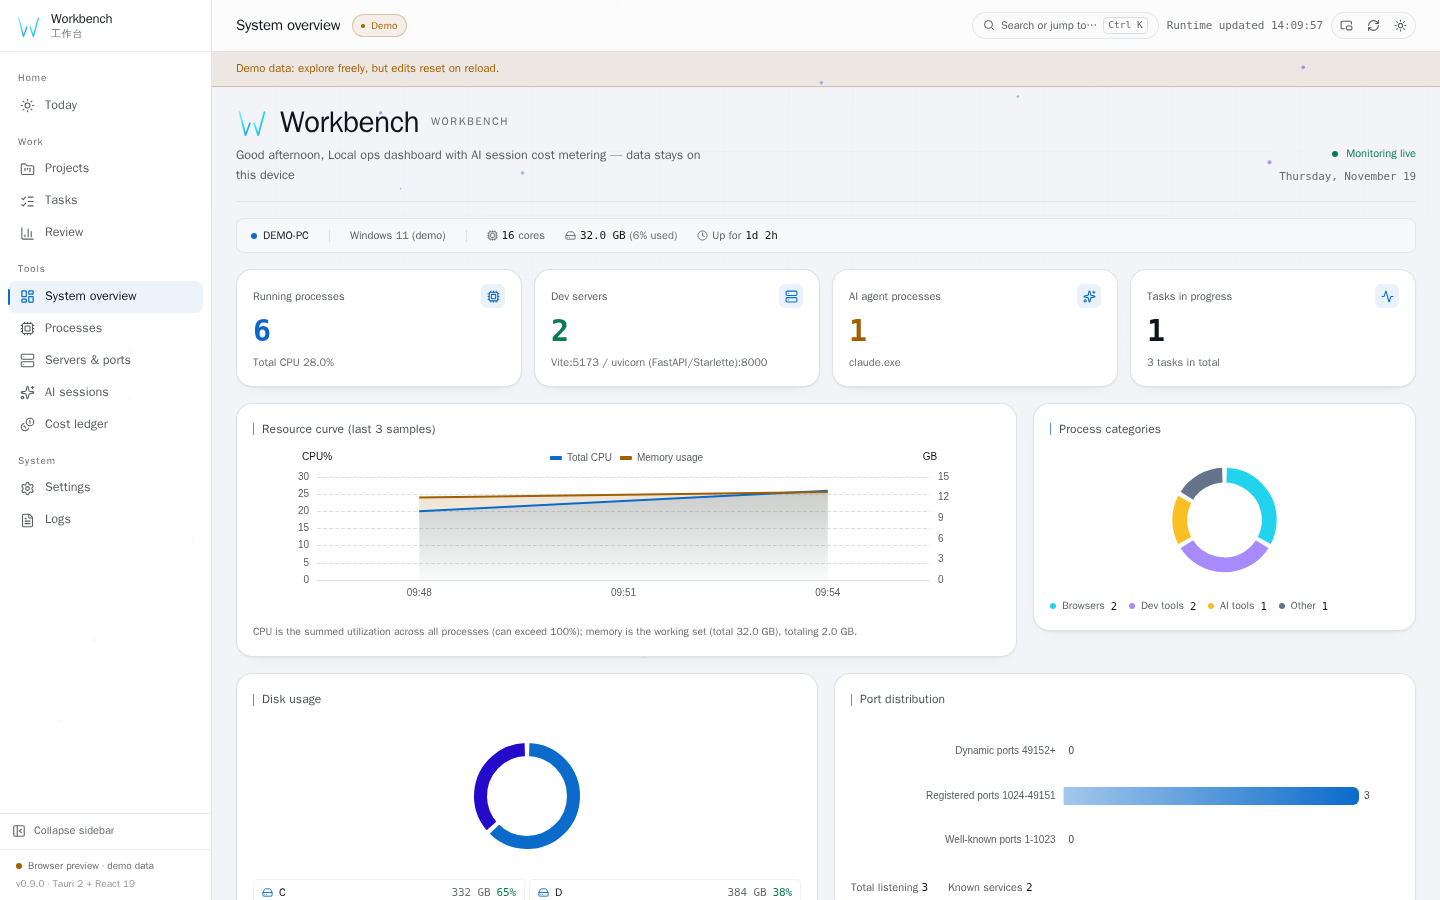 Workbench
工作台
Home
Today
Work
Projects
Tasks
Review
Tools
System overview
Processes
Servers & ports
AI sessions
Cost ledger
System
Settings
Logs
Collapse sidebar
Browser preview · demo data
v0.9.0 · Tauri 2 + React 19
System overview
Demo
Search or jump to···
Ctrl K
Runtime updated 14:09:57
Demo data: explore freely, but edits reset on reload.
Workbench WORKBENCH
Good afternoon, Local ops dashboard with AI session cost metering — data stays on
this device
Monitoring live
Thursday, November 19
DEMO-PC
Windows 11 (demo)
16 cores
32.0 GB (6% used)
Up for 1d 2h
Running processes
6
Total CPU 28.0%
Dev servers
2
Vite:5173 / uvicorn (FastAPI/Starlette):8000
AI agent processes
1
claude.exe
Tasks in progress
1
3 tasks in total
Resource curve (last 3 samples)
CPU%
Total CPU
Memory usage
GB
30
25
20
15
10
5
0
15
12
9
6
3
0
09:48
09:51
09:54
CPU is the summed utilization across all processes (can exceed 100%); memory is the working set (total 32.0 GB), totaling 2.0 GB.
Process categories
Browsers 2
Dev tools 2
AI tools 1
Other 1
Disk usage
C 332 GB 65%
D 384 GB 38%
Port distribution
Dynamic ports 49152+ 0
Registered ports 1024-49151 3
Well-known ports 1-1023 0
Total listening 3
Known services 2